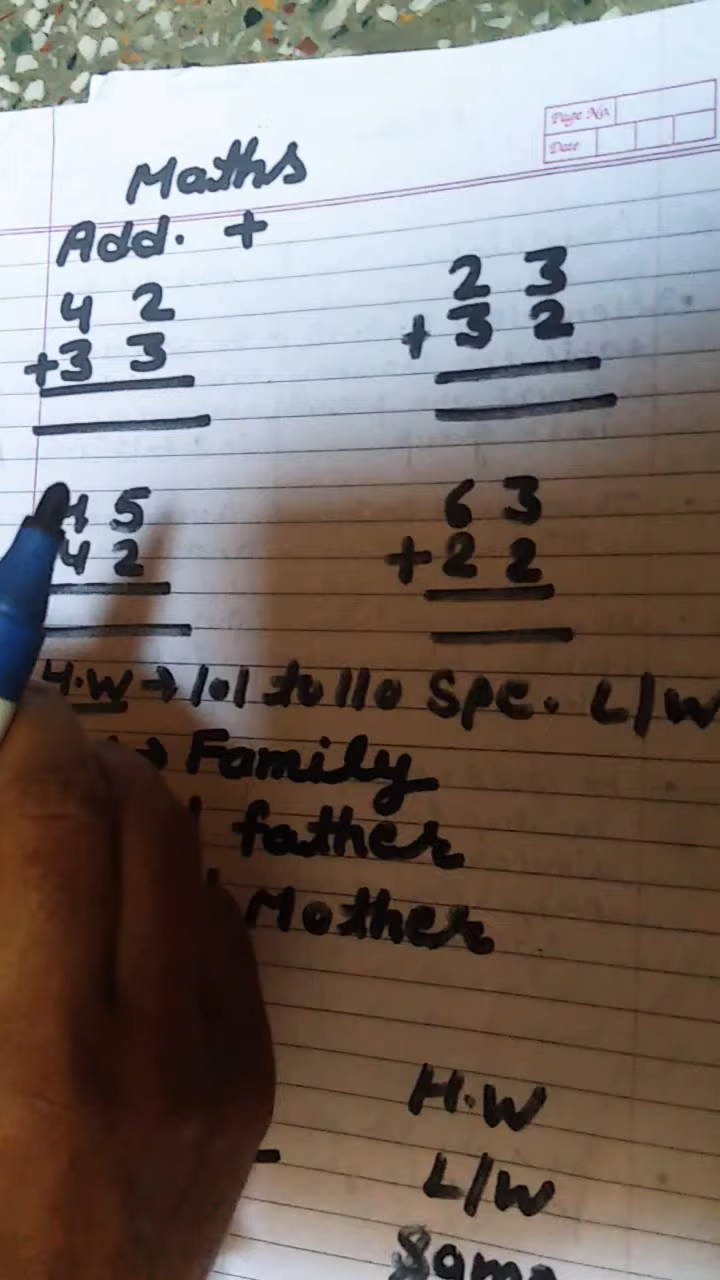 Page No.
Date
Maths
Add. +
4 2
+3 3
2 3
+3 2
4 5
4 2
6 3
+2 2
H.W → 101 to 110 Spe. L/W
→ Family
father
Mother
H.W
L/W
Same